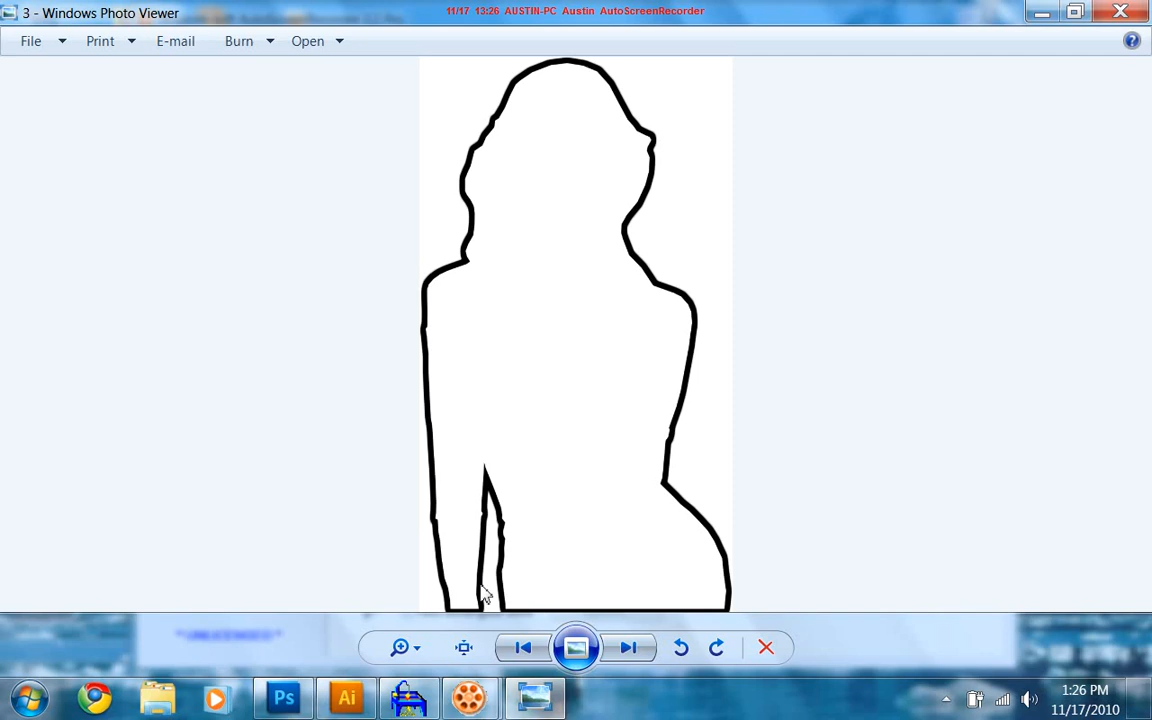 3 - Windows Photo Viewer
11/17 13:26 AUSTIN-PC Austin AutoScreenRecorder
File Print E-mail Burn Open
Ps Ai
1:26 PM
11/17/2010